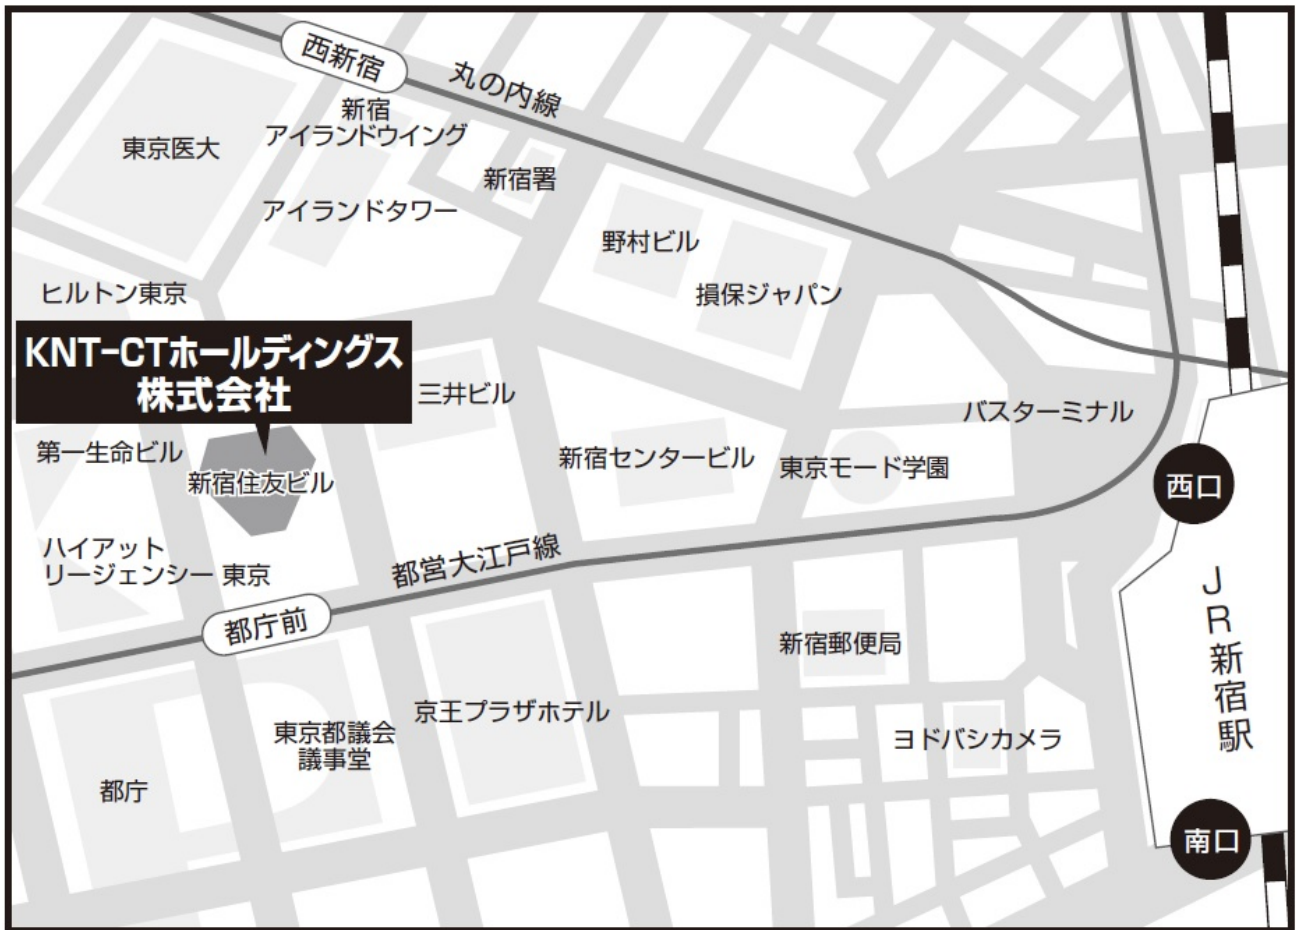 西新宿
丸の内線
新宿
アイランドウイング
東京医大
新宿署
アイランドタワー
野村ビル
ヒルトン東京
損保ジャパン
KNT-CTホールディングス
株式会社
三井ビル
バスターミナル
第一生命ビル
新宿センタービル
東京モード学園
新宿住友ビル
西口
ハイアット
リージェンシー 東京
都営大江戸線
都庁前
JR新宿駅
新宿郵便局
京王プラザホテル
東京都議会
議事堂
ヨドバシカメラ
都庁
南口